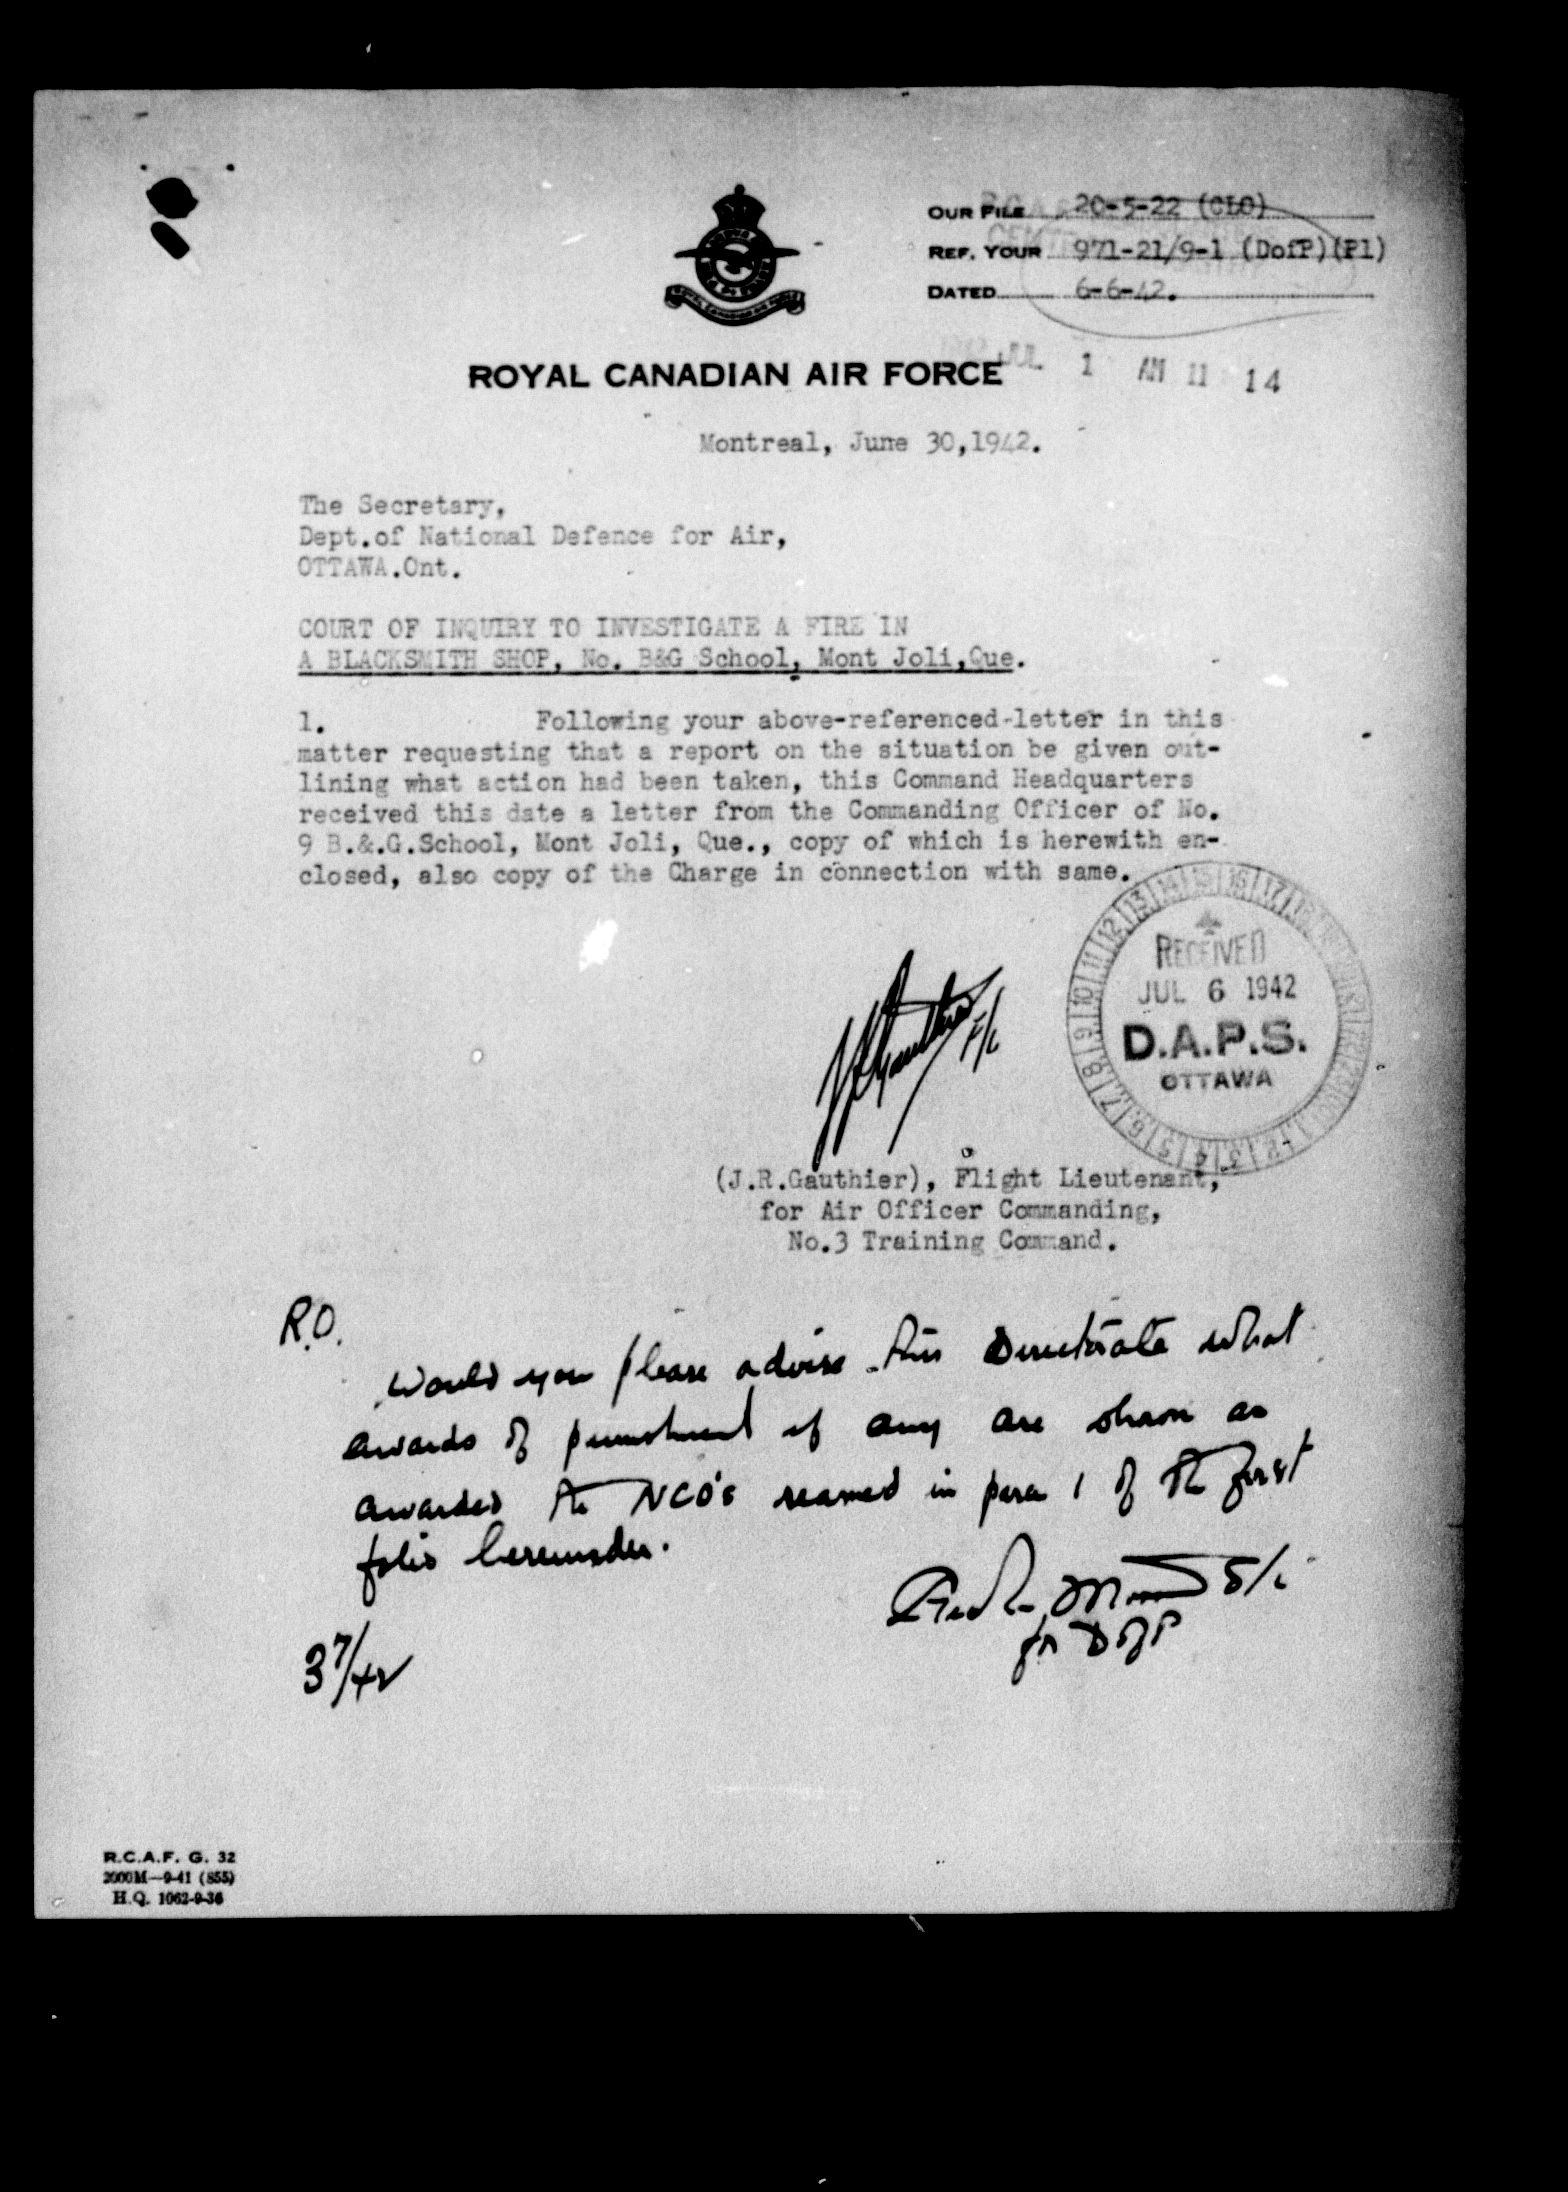 OUR FILE 20-5-22 (CLO)
REF. YOUR 971-21/9-1 (DofP)(P1)
DATED 6-6-42.
ROYAL CANADIAN AIR FORCE
JUL 1 AM 11 14
Montreal, June 30,1942.
The Secretary,
Dept.of National Defence for Air,
OTTAWA.Ont.
COURT OF INQUIRY TO INVESTIGATE A FIRE IN
A BLACKSMITH SHOP, No. B&G School, Mont Joli,Que.
1. Following your above-referenced-letter in this
matter requesting that a report on the situation be given out-
lining what action had been taken, this Command Headquarters
received this date a letter from the Commanding Officer of No.
9 B.&.G.School, Mont Joli, Que., copy of which is herewith en-
closed, also copy of the Charge in connection with same.
RECEIVED
JUL 6 1942
D.A.P.S.
OTTAWA
JRGauthier F/L
(J.R.Gauthier), Flight Lieutenant,
for Air Officer Commanding,
No.3 Training Command.
R.O.
Would you please advise this Directorate what
awards of punishment if any are shown as
awarded the NCO's named in para 1 of the first
folio hereunder.
S/L
for D of P
3 7/42
R.C.A.F. G. 32
2000M—9-41 (855)
H.Q. 1062-9-36